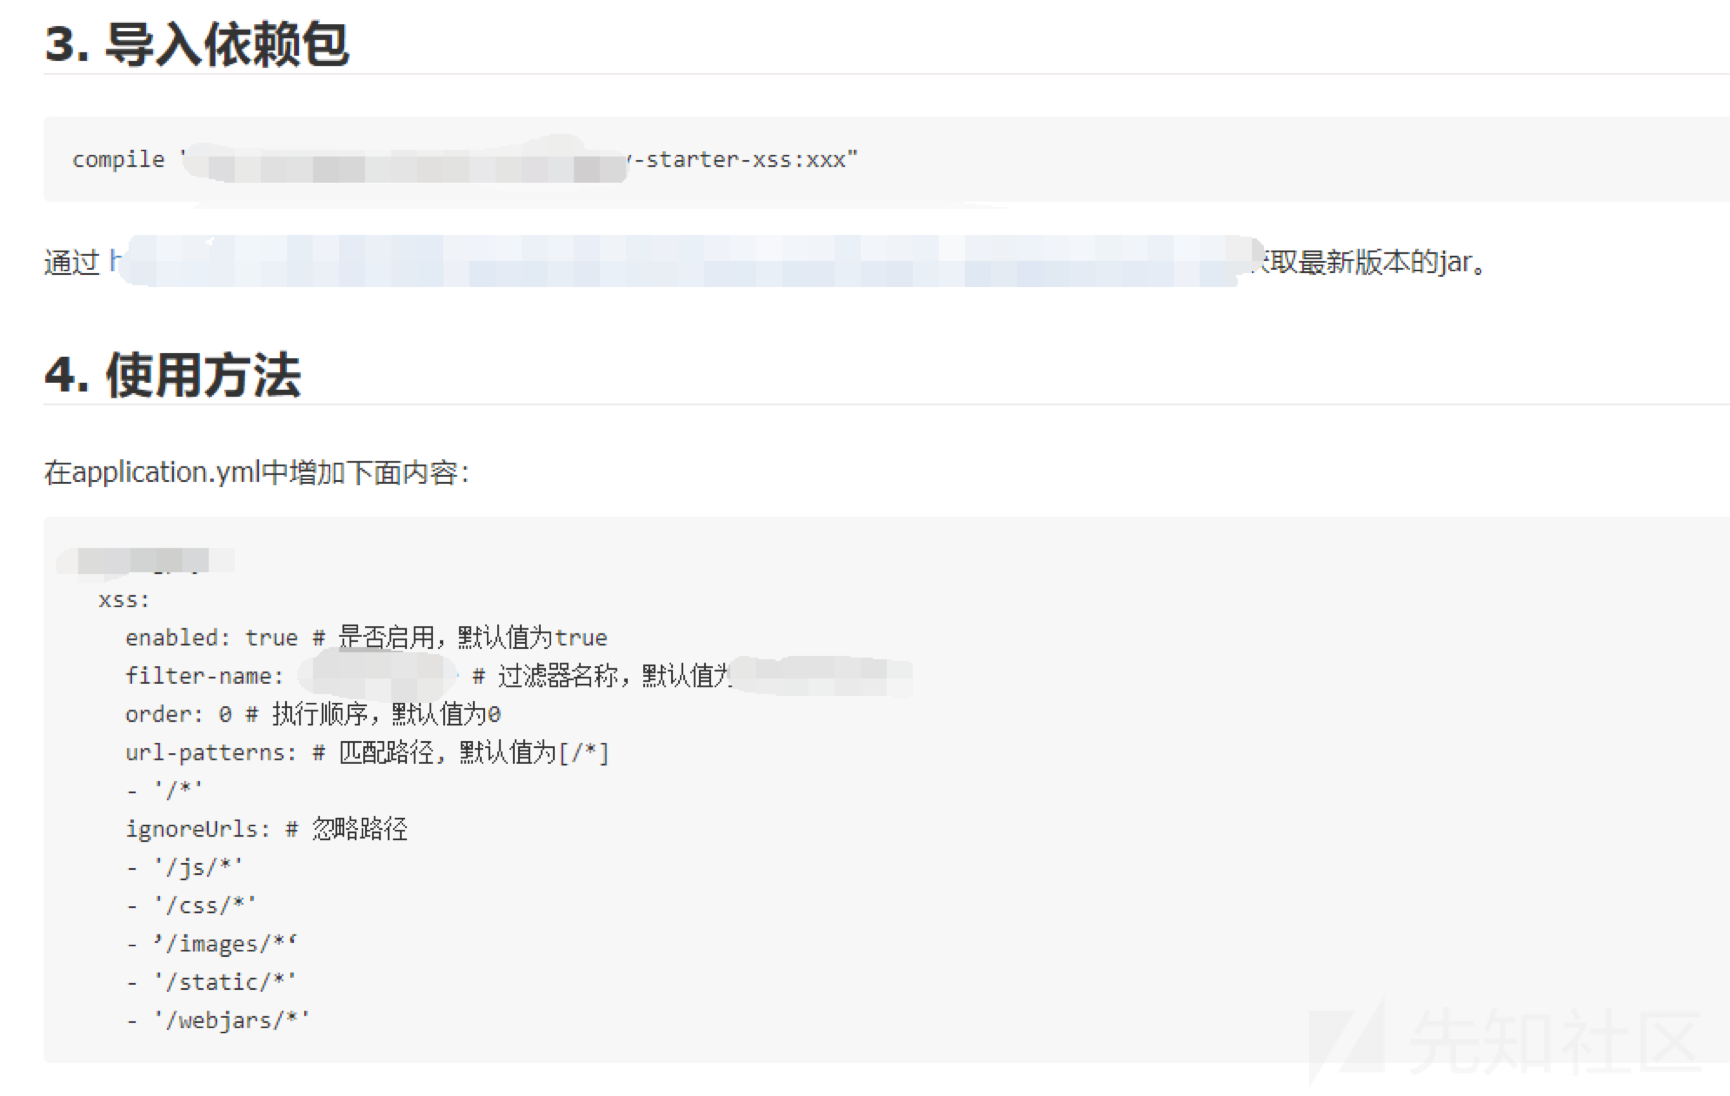 3. 导入依赖包
compile "y-starter-xss:xxx"
通过 h 获取最新版本的jar。
4. 使用方法
在application.yml中增加下面内容：
xss:
enabled: true # 是否启用，默认值为true
filter-name: # 过滤器名称，默认值为
order: 0 # 执行顺序，默认值为0
url-patterns: # 匹配路径, 默认值为[/*]
- '/*'
ignoreUrls: # 忽略路径
- '/js/*'
- '/css/*'
- ’/images/*‘
- '/static/*'
- '/webjars/*'
先知社区